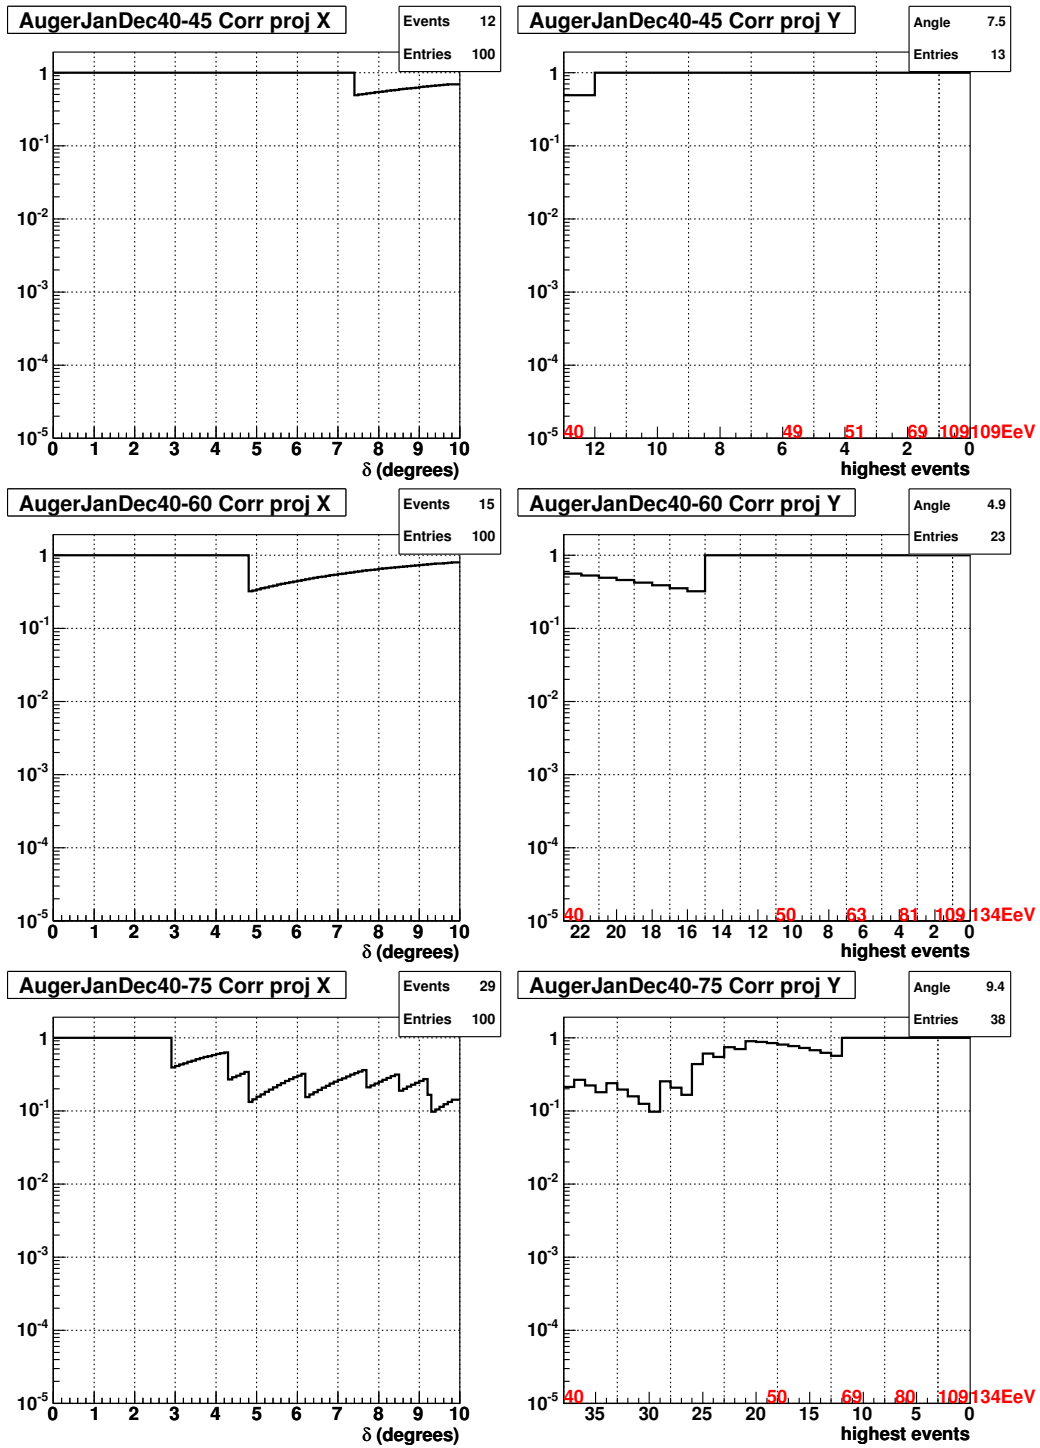 AugerJanDec40-45 Corr proj X
Events 12
Entries 100
1
10-1
10-2
10-3
10-4
10-5
0 1 2 3 4 5 6 7 8 9 10
δ (degrees)
AugerJanDec40-45 Corr proj Y
Angle 7.5
Entries 13
1
10-1
10-2
10-3
10-4
10-5
40 49 51 69 109 109EeV
12 10 8 6 4 2 0
highest events
AugerJanDec40-60 Corr proj X
Events 15
Entries 100
1
10-1
10-2
10-3
10-4
10-5
0 1 2 3 4 5 6 7 8 9 10
δ (degrees)
AugerJanDec40-60 Corr proj Y
Angle 4.9
Entries 23
1
10-1
10-2
10-3
10-4
10-5
40 50 63 81 109 134EeV
22 20 18 16 14 12 10 8 6 4 2 0
highest events
AugerJanDec40-75 Corr proj X
Events 29
Entries 100
1
10-1
10-2
10-3
10-4
10-5
0 1 2 3 4 5 6 7 8 9 10
δ (degrees)
AugerJanDec40-75 Corr proj Y
Angle 9.4
Entries 38
1
10-1
10-2
10-3
10-4
10-5
40 50 69 80 109 134EeV
35 30 25 20 15 10 5 0
highest events